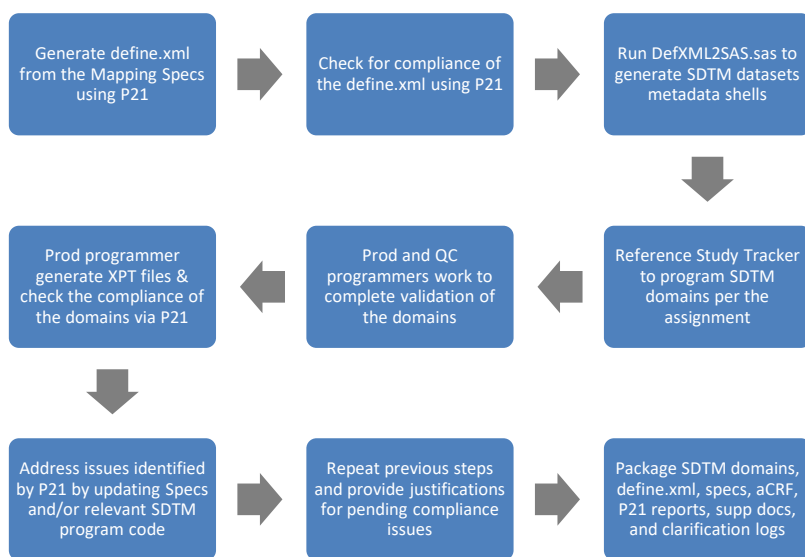 Generate define.xml
from the Mapping Specs
using P21
Check for compliance of
the define.xml using P21
Run DefXML2SAS.sas to
generate SDTM datasets
metadata shells
Reference Study Tracker
to program SDTM
domains per the
assignment
Prod and QC
programmers work to
complete validation of
the domains
Prod programmer
generate XPT files &
check the compliance of
the domains via P21
Address issues identified
by P21 by updating Specs
and/or relevant SDTM
program code
Repeat previous steps
and provide justifications
for pending compliance
issues
Package SDTM domains,
define.xml, specs, aCRF,
P21 reports, supp docs,
and clarification logs